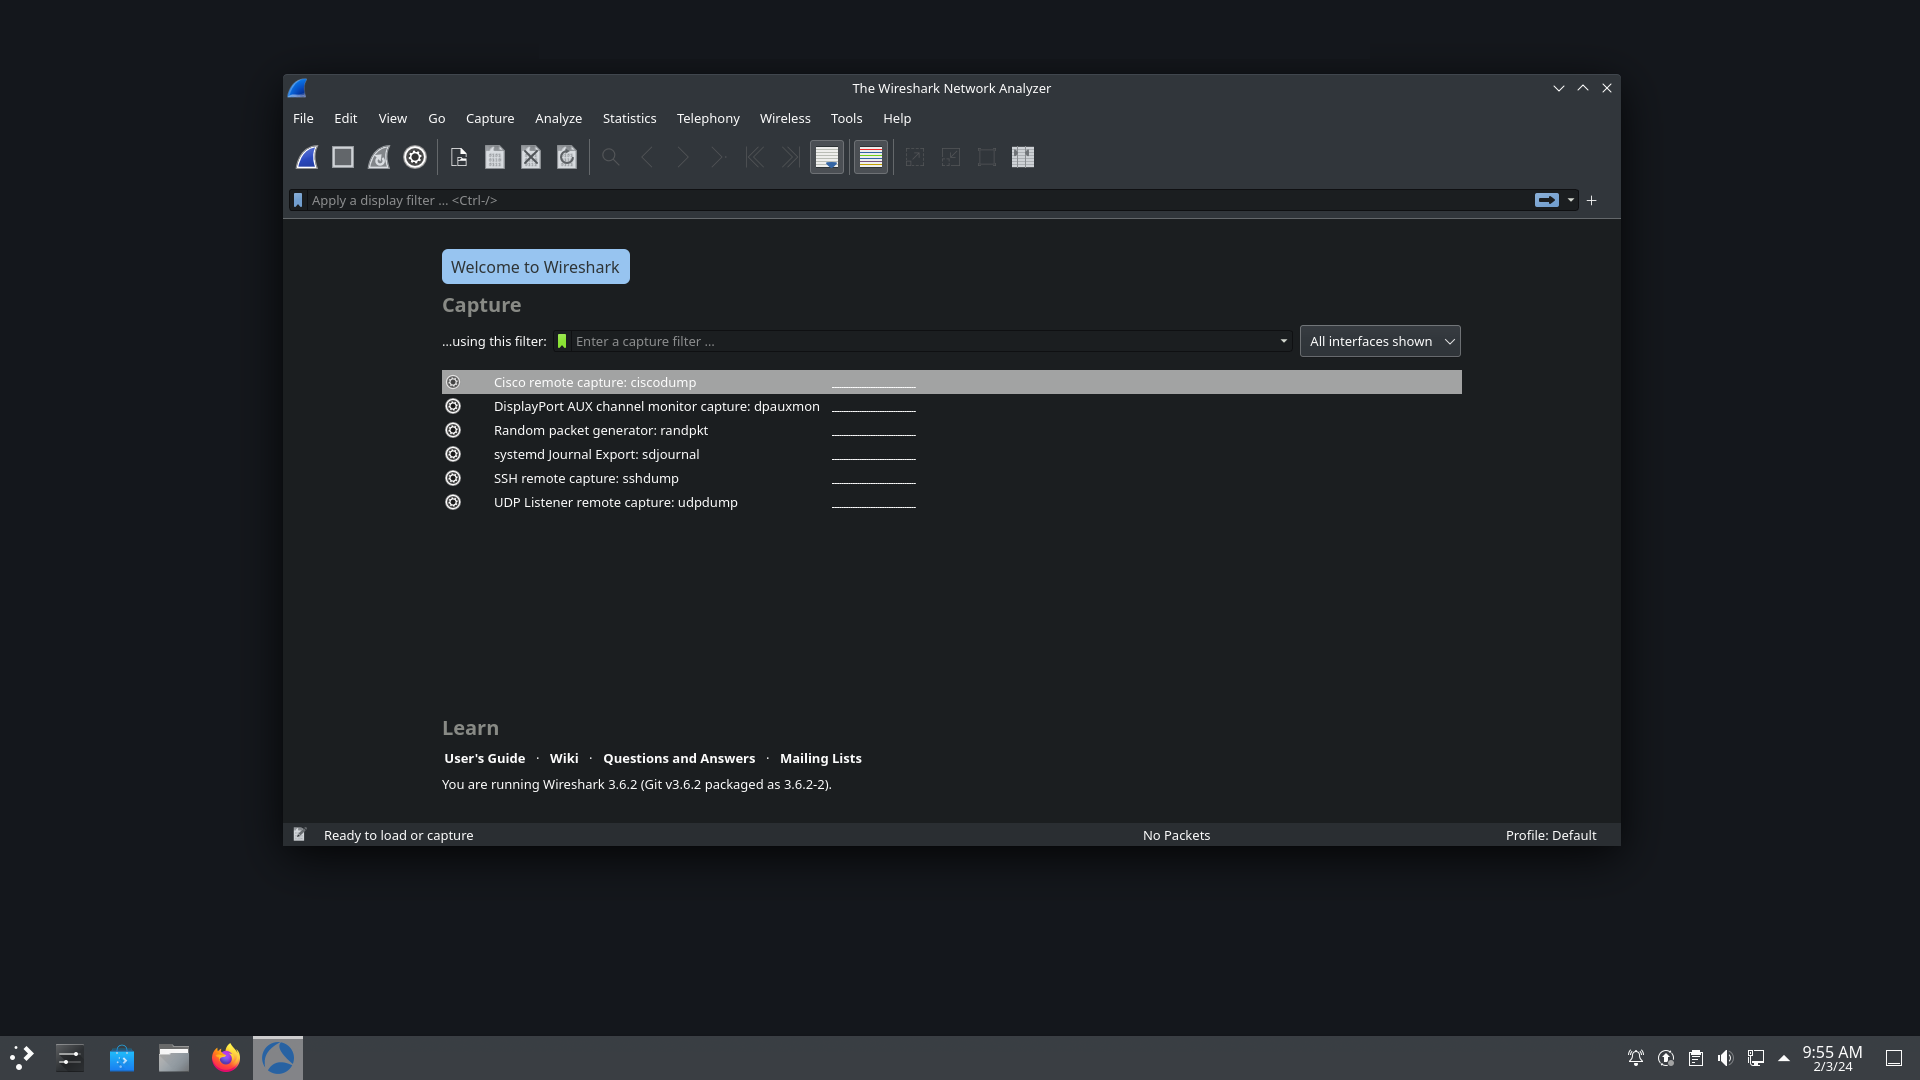 The Wireshark Network Analyzer
File Edit View Go Capture Analyze Statistics Telephony Wireless Tools Help
Apply a display filter ... <Ctrl-/>
+
Welcome to Wireshark
Capture
...using this filter: Enter a capture filter ... All interfaces shown
Cisco remote capture: ciscodump
DisplayPort AUX channel monitor capture: dpauxmon
Random packet generator: randpkt
systemd Journal Export: sdjournal
SSH remote capture: sshdump
UDP Listener remote capture: udpdump
Learn
User's Guide · Wiki · Questions and Answers · Mailing Lists
You are running Wireshark 3.6.2 (Git v3.6.2 packaged as 3.6.2-2).
Ready to load or capture No Packets Profile: Default
9:55 AM
2/3/24